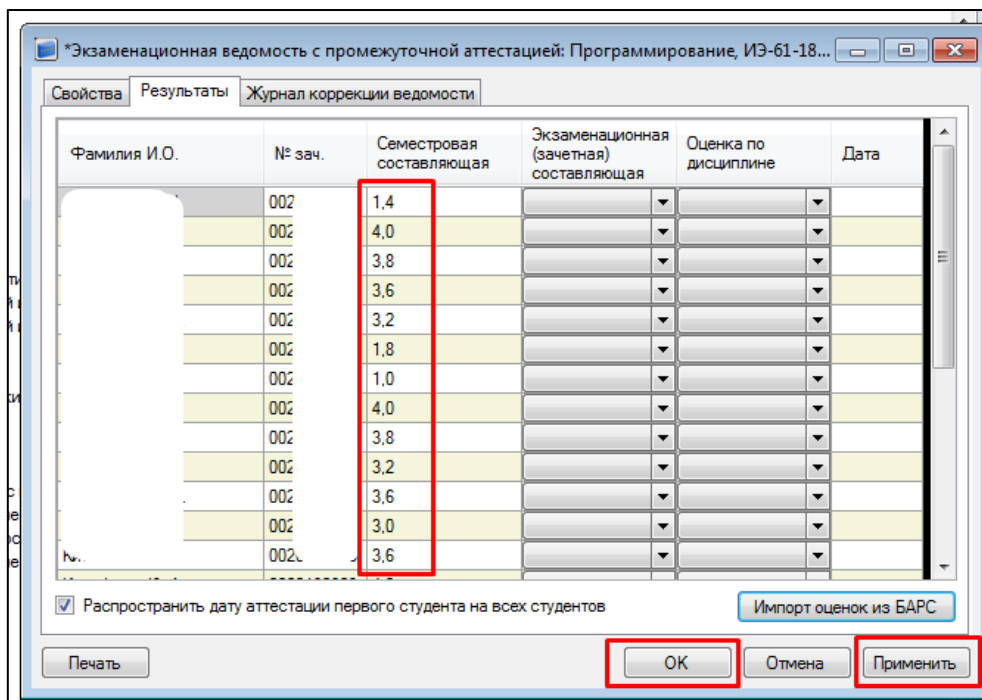 *Экзаменационная ведомость с промежуточной аттестацией: Программирование, ИЭ-61-18...
Свойства Результаты Журнал коррекции ведомости
Фамилия И.О. № зач. Семестровая составляющая Экзаменационная (зачетная) составляющая Оценка по дисциплине Дата
002 1,4
002 4,0
002 3,8
002 3,6
002 3,2
002 1,8
002 1,0
002 4,0
002 3,8
002 3,2
002 3,6
002 3,0
002 3,6
Распространить дату аттестации первого студента на всех студентов Импорт оценок из БАРС
Печать OK Отмена Применить